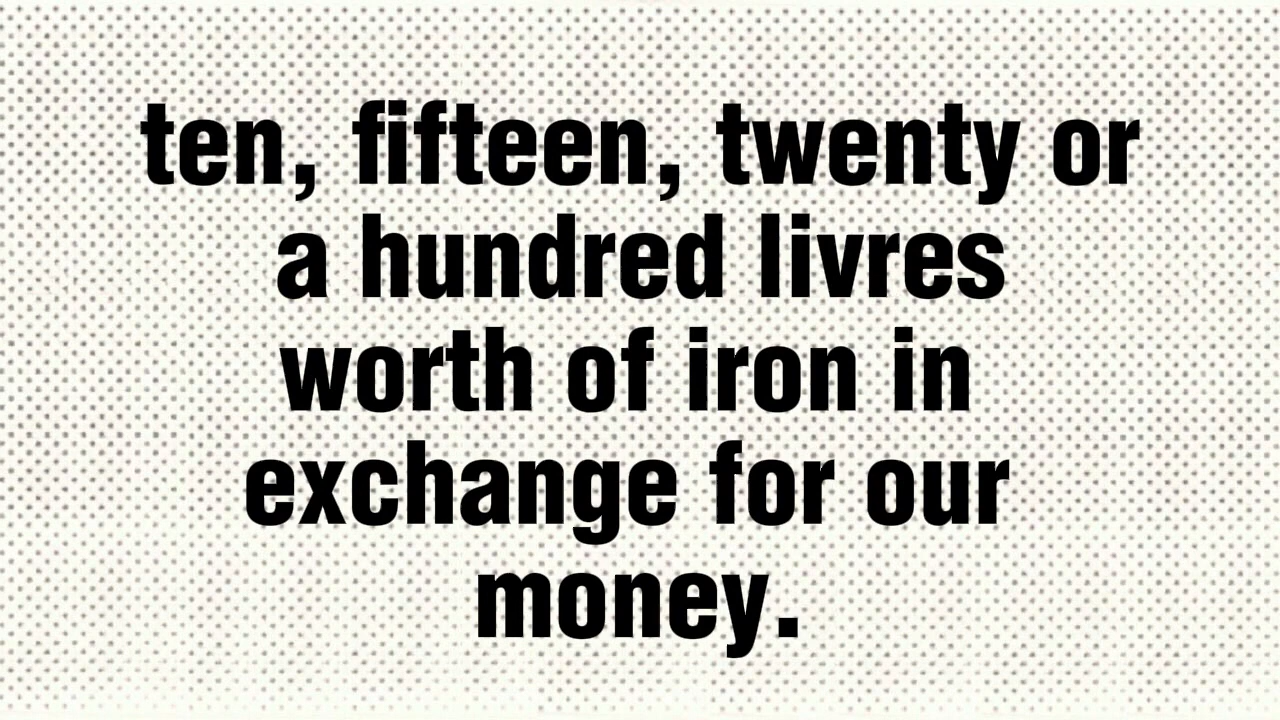 ten, fifteen, twenty or
a hundred livres
worth of iron in
exchange for our
money.